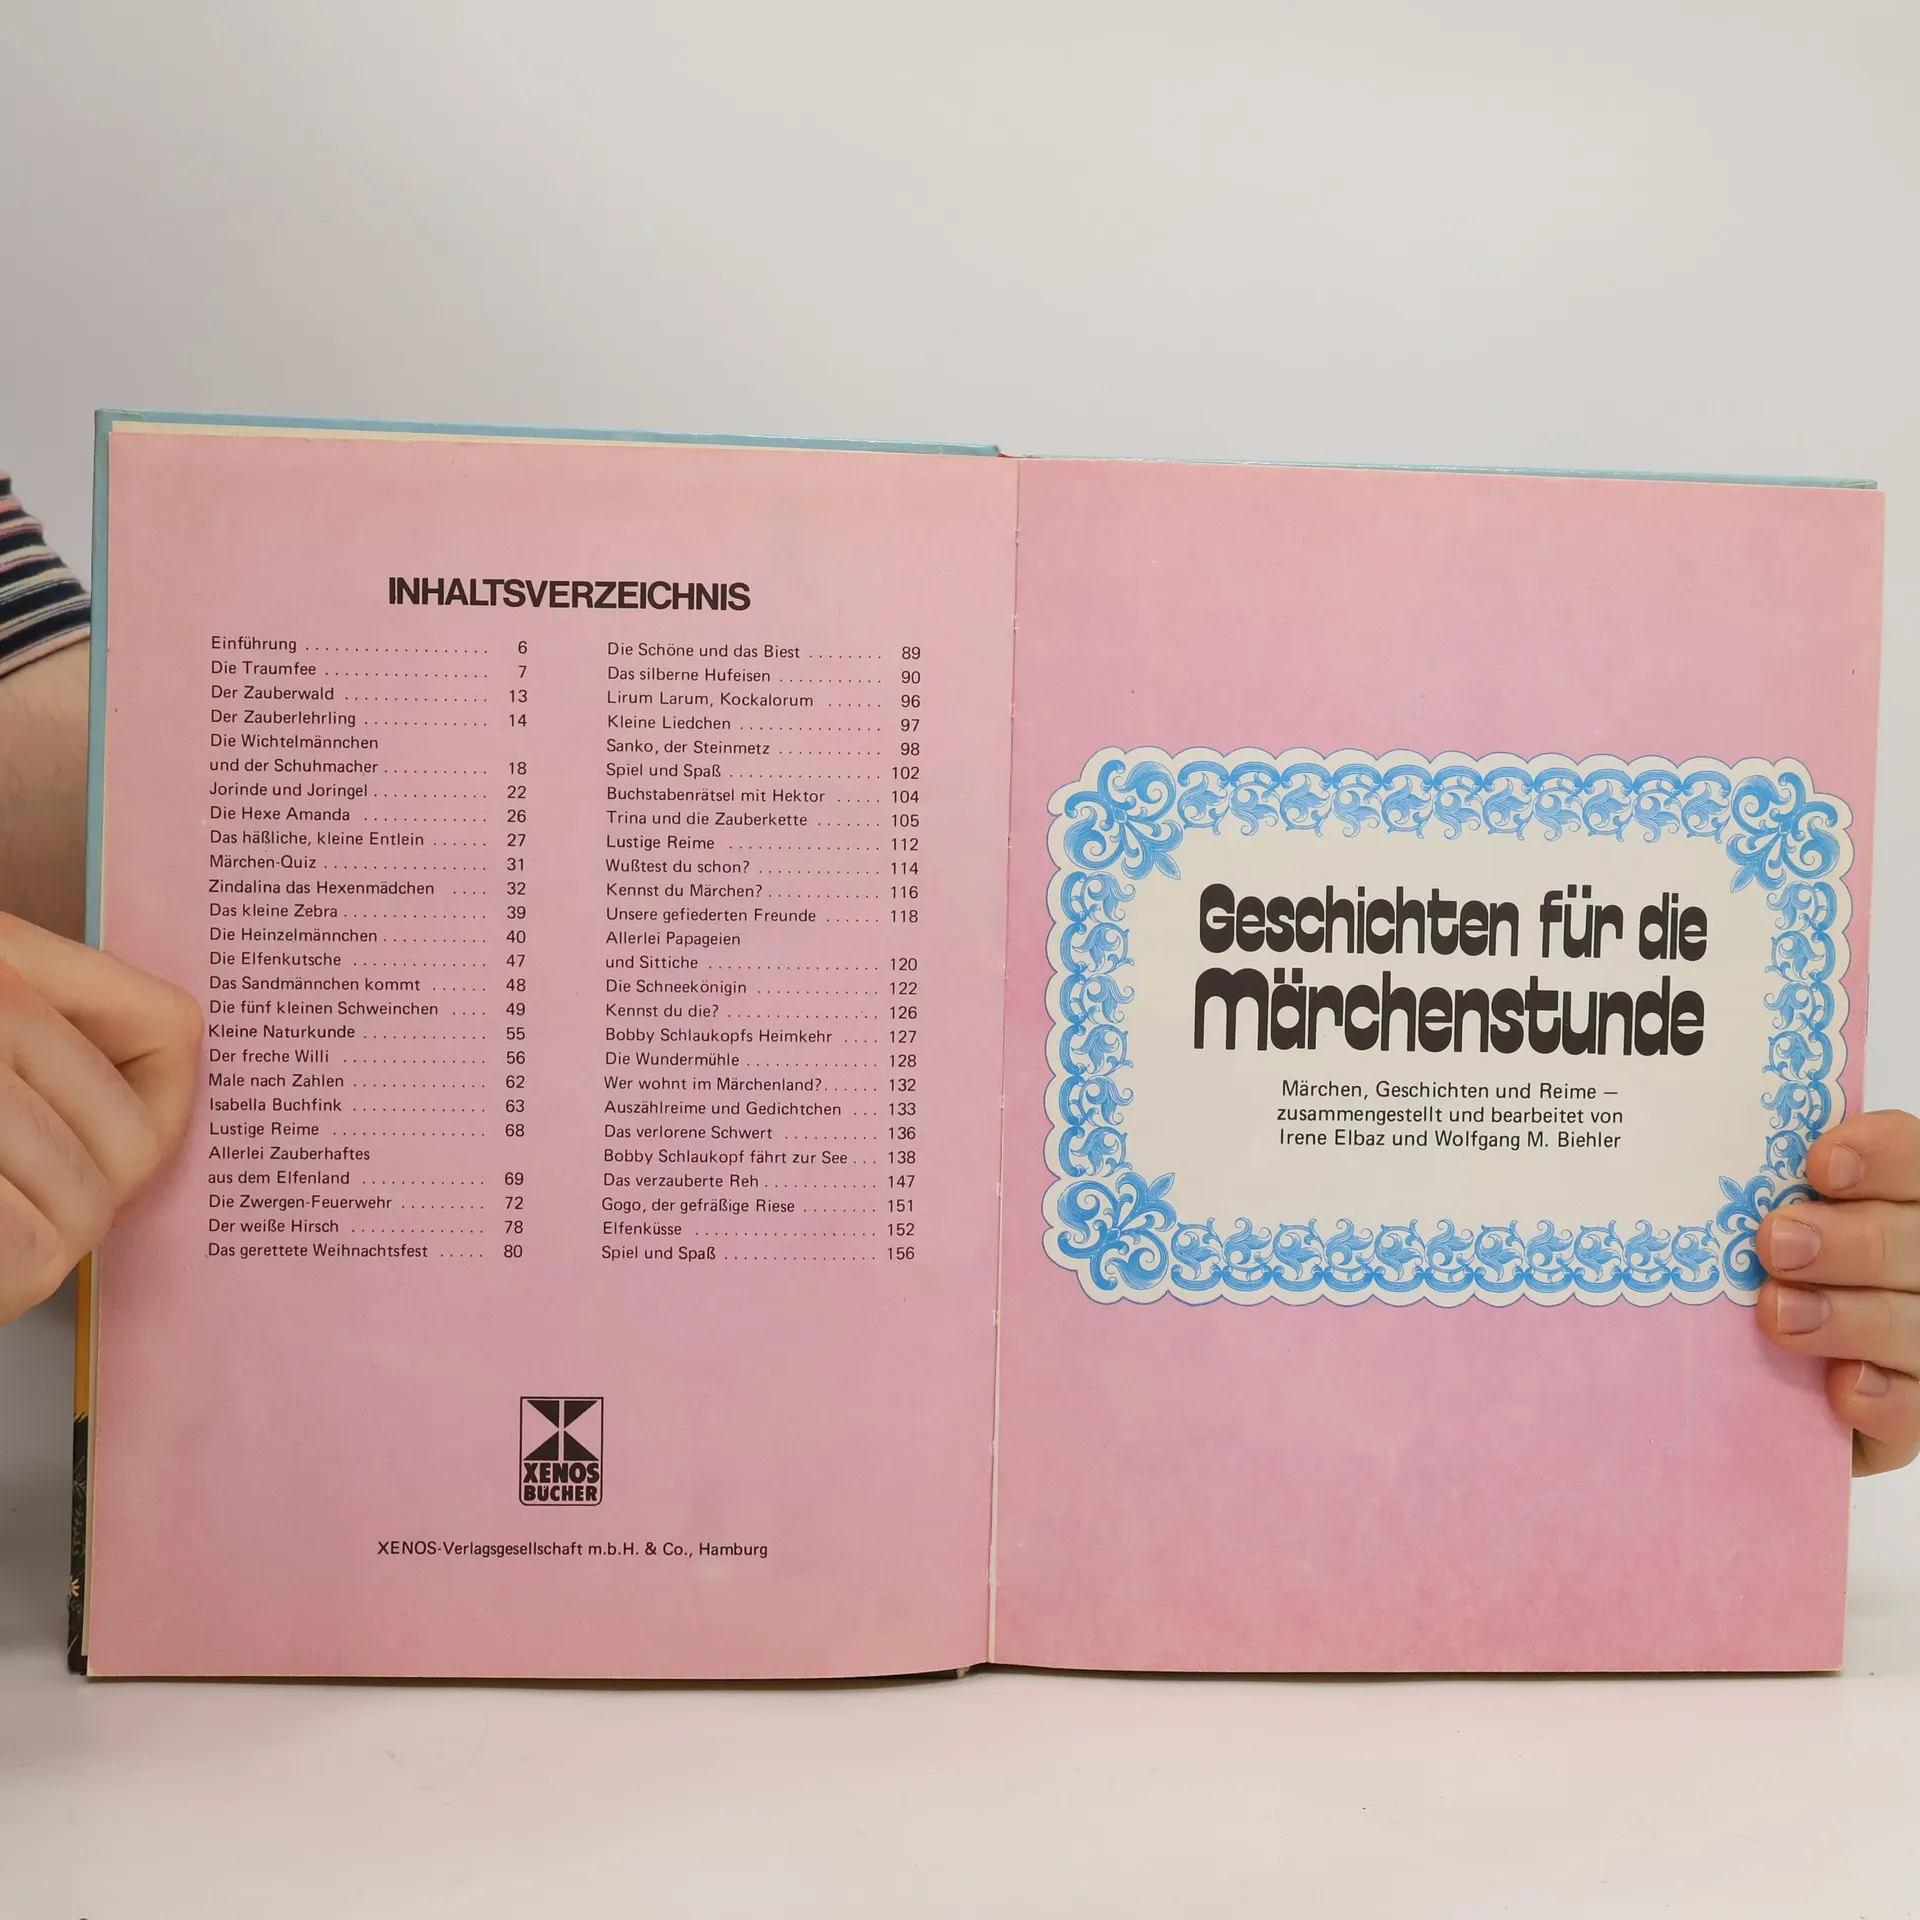 INHALTSVERZEICHNIS
Einführung ................... 6
Die Traumfee ................. 7
Der Zauberwald ............... 13
Der Zauberlehrling ............. 14
Die Wichtelmännchen
und der Schuhmacher ........... 18
Jorinde und Joringel ............ 22
Die Hexe Amanda ............. 26
Das häßliche, kleine Entlein ...... 27
Märchen-Quiz ................. 31
Zindalina das Hexenmädchen .... 32
Das kleine Zebra ............... 39
Die Heinzelmännchen ........... 40
Die Elfenkutsche ............... 47
Das Sandmännchen kommt ...... 48
Die fünf kleinen Schweinchen .... 49
Kleine Naturkunde ............. 55
Der freche Willi ............... 56
Male nach Zahlen .............. 62
Isabella Buchfink .............. 63
Lustige Reime ................ 68
Allerlei Zauberhaftes
aus dem Elfenland ............. 69
Die Zwergen-Feuerwehr ......... 72
Der weiße Hirsch .............. 78
Das gerettete Weihnachtsfest ..... 80
Die Schöne und das Biest ........ 89
Das silberne Hufeisen ........... 90
Lirum Larum, Kockalorum ...... 96
Kleine Liedchen ............... 97
Sanko, der Steinmetz ........... 98
Spiel und Spaß ................ 102
Buchstabenrätsel mit Hektor ..... 104
Trina und die Zauberkette ....... 105
Lustige Reime ................ 112
Wußtest du schon? ............. 114
Kennst du Märchen? ............ 116
Unsere gefiederten Freunde ...... 118
Allerlei Papageien
und Sittiche .................. 120
Die Schneekönigin ............. 122
Kennst du die? ................ 126
Bobby Schlaukopfs Heimkehr .... 127
Die Wundermühle .............. 128
Wer wohnt im Märchenland? ...... 132
Auszählreime und Gedichtchen ... 133
Das verlorene Schwert .......... 136
Bobby Schlaukopf fährt zur See ... 138
Das verzauberte Reh ............ 147
Gogo, der gefräßige Riese ........ 151
Elfenküsse ................... 152
Spiel und Spaß ................ 156
XENOS
BÜCHER
XENOS-Verlagsgesellschaft m.b.H. & Co., Hamburg
Geschichten für die
Märchenstunde
Märchen, Geschichten und Reime —
zusammengestellt und bearbeitet von
Irene Elbaz und Wolfgang M. Biehler